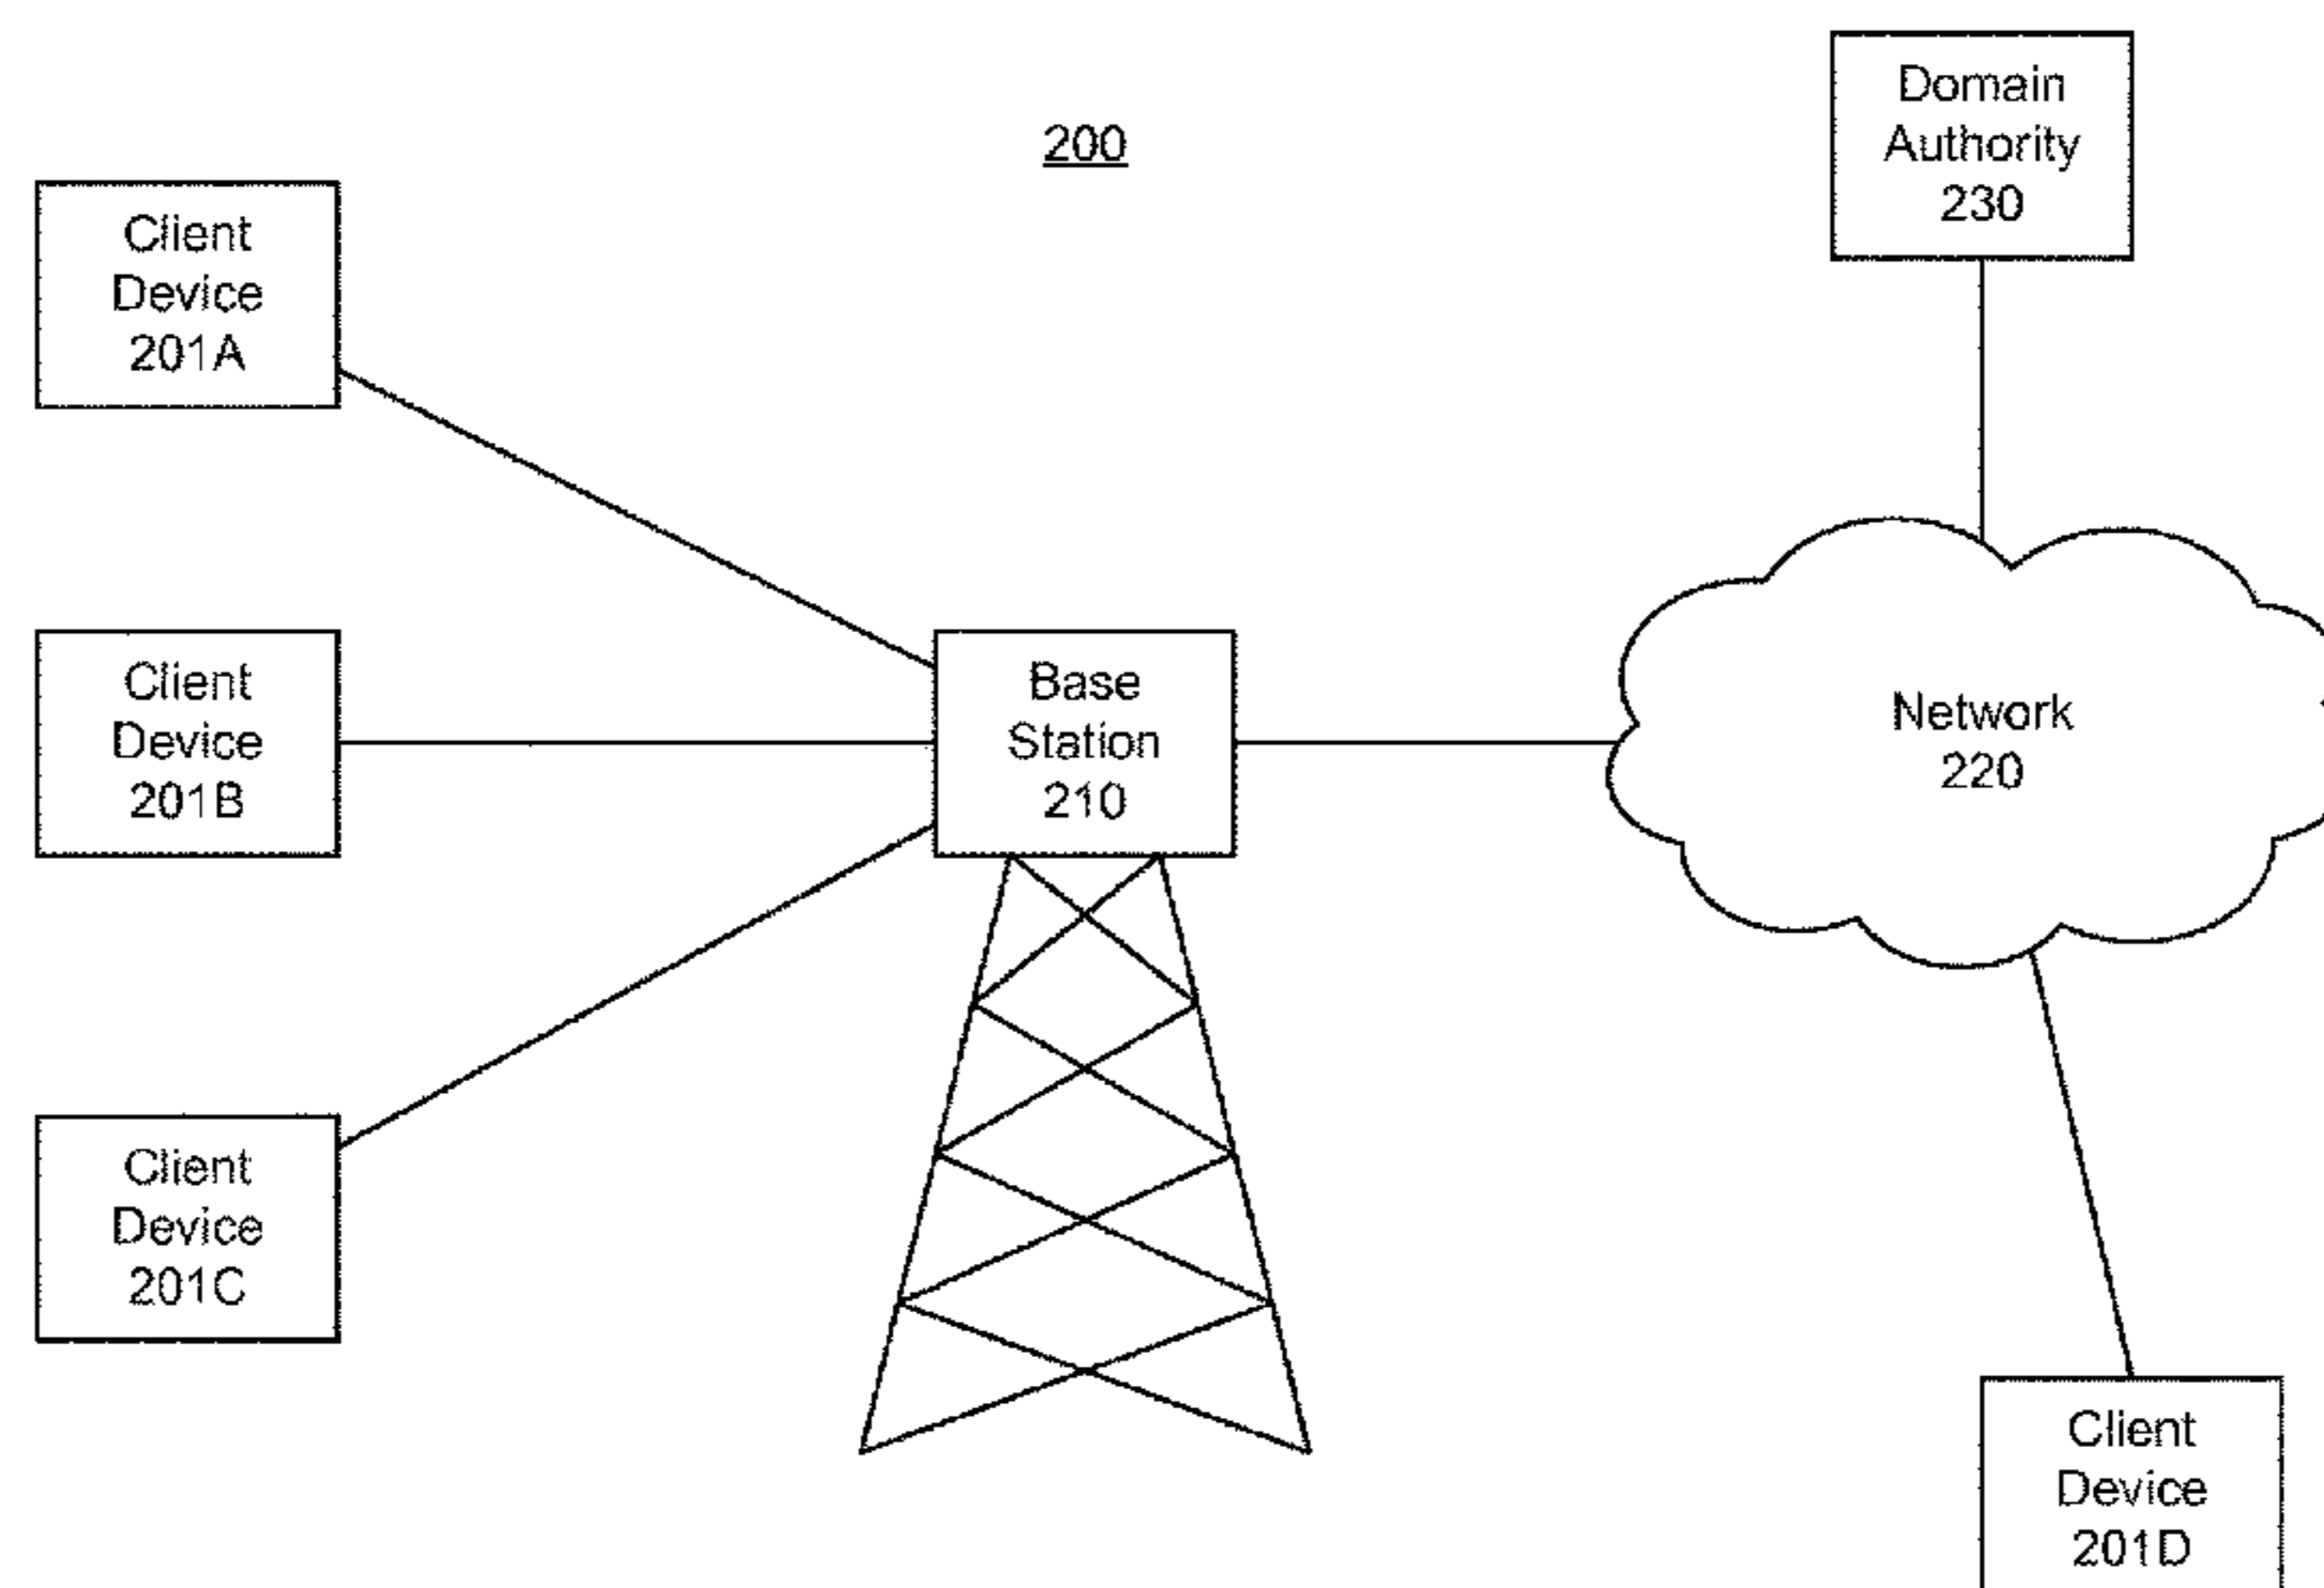 200
Domain
Authority
230
Client
Device
201A
Client
Device
201B
Base
Station
210
Network
220
Client
Device
201C
Client
Device
201D